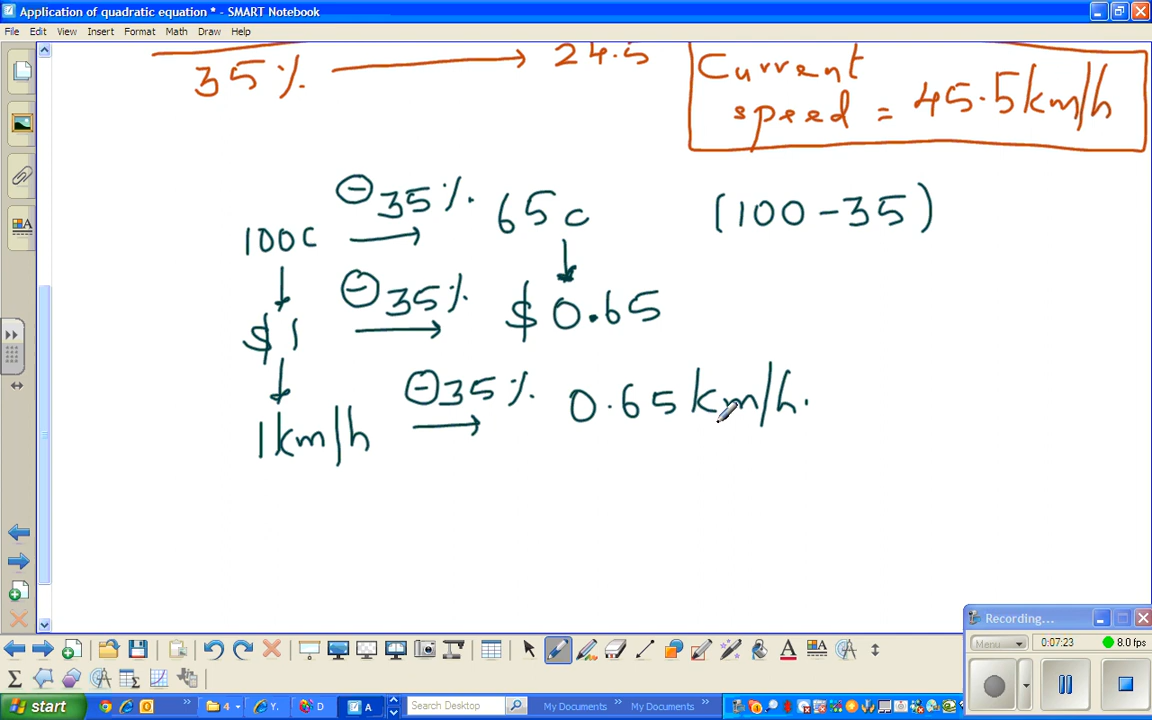 Application of quadratic equation * - SMART Notebook
File Edit View Insert Format Math Draw Help
35% → 24.5
Current
speed = 45.5km/h
100c ⊖35% → 65c (100-35)
$1 ⊖35% → $0.65
1km/h ⊖35% → 0.65km/h.
Recording...
Menu 0:07:23 8.0 fps
start 4 Y. D A Search Desktop My Documents » My Documents »